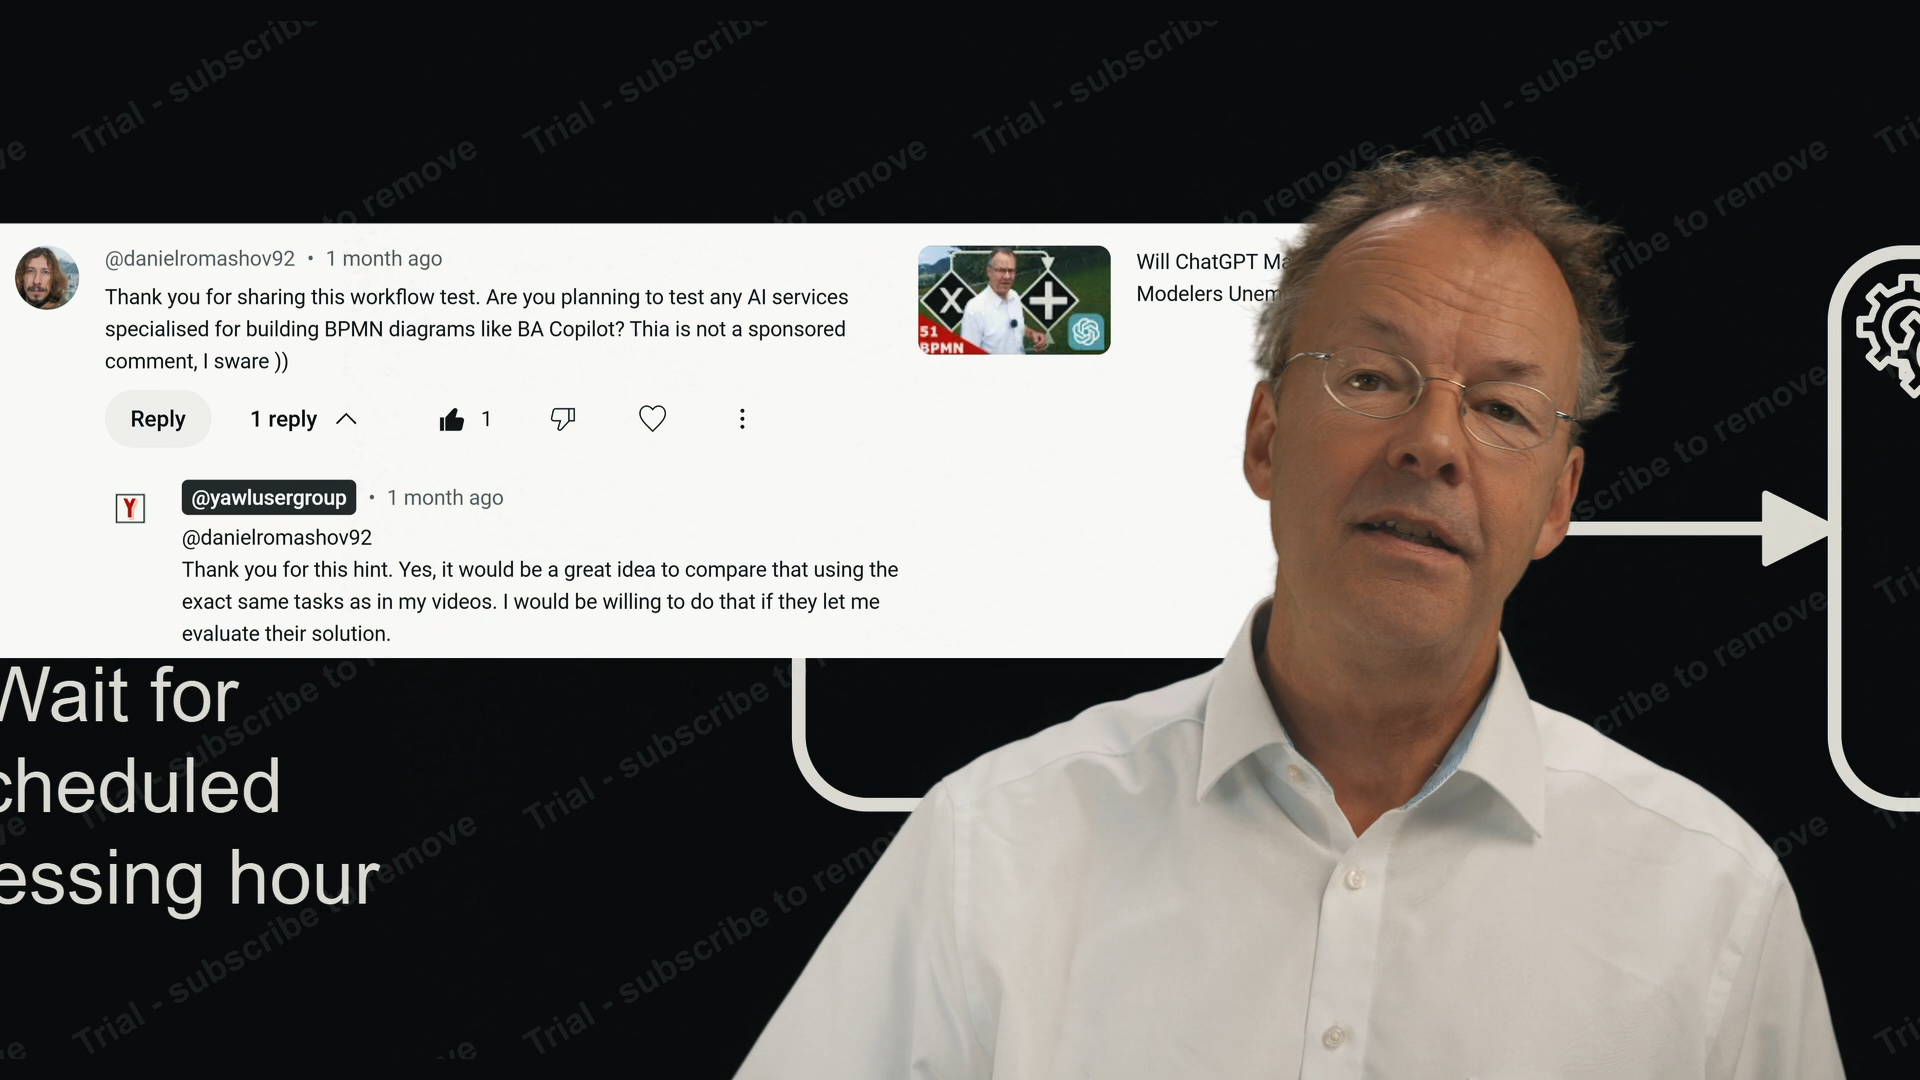 @danielromashov92 • 1 month ago
Thank you for sharing this workflow test. Are you planning to test any AI services
specialised for building BPMN diagrams like BA Copilot? Thia is not a sponsored
comment, I sware ))
Reply 1 reply 1
Y
@yawlusergroup • 1 month ago
@danielromashov92
Thank you for this hint. Yes, it would be a great idea to compare that using the
exact same tasks as in my videos. I would be willing to do that if they let me
evaluate their solution.
51
BPMN
Will ChatGPT Ma
Modelers Unem
Wait for
cheduled
essing hour
Trial - subscribe to remove